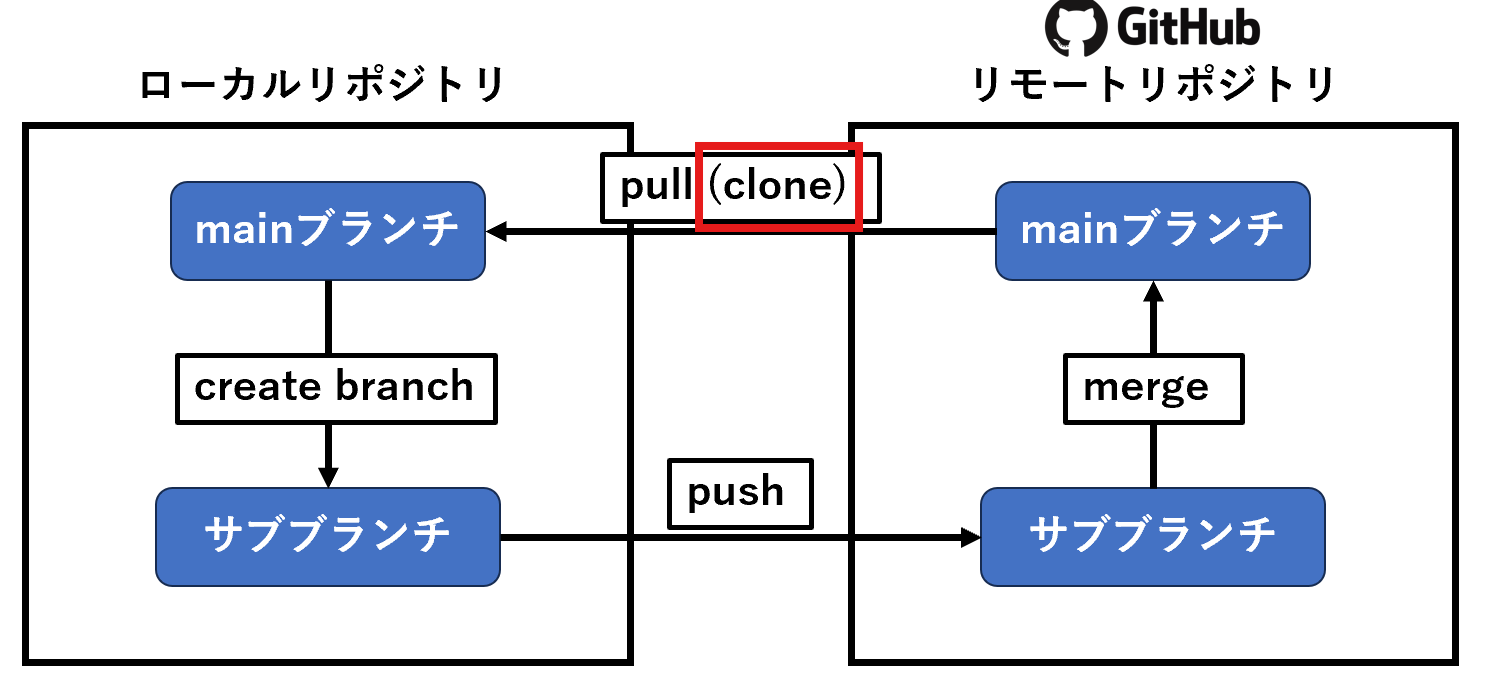 GitHub
ローカルリポジトリ
リモートリポジトリ
pull (clone)
mainブランチ
mainブランチ
create branch
merge
push
サブブランチ
サブブランチ